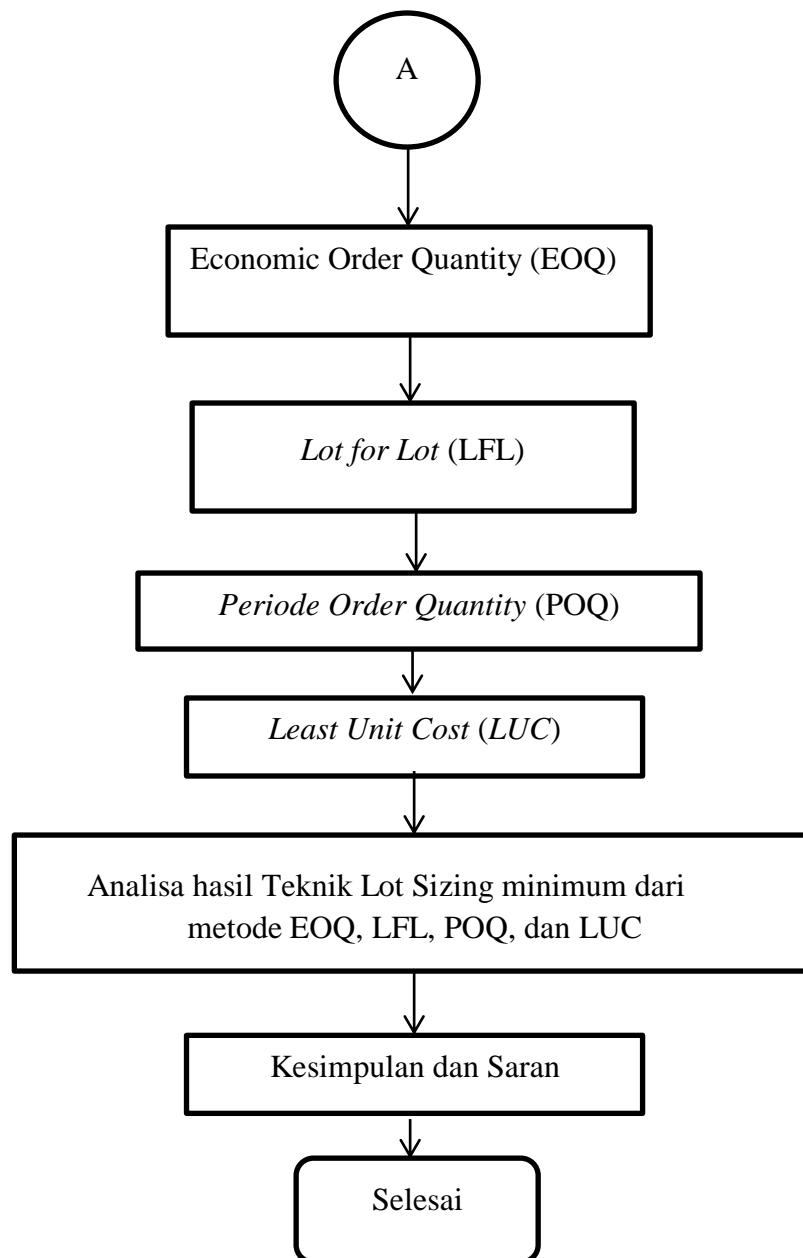 A
Economic Order Quantity (EOQ)
Lot for Lot (LFL)
Periode Order Quantity (POQ)
Least Unit Cost (LUC)
Analisa hasil Teknik Lot Sizing minimum dari
metode EOQ, LFL, POQ, dan LUC
Kesimpulan dan Saran
Selesai